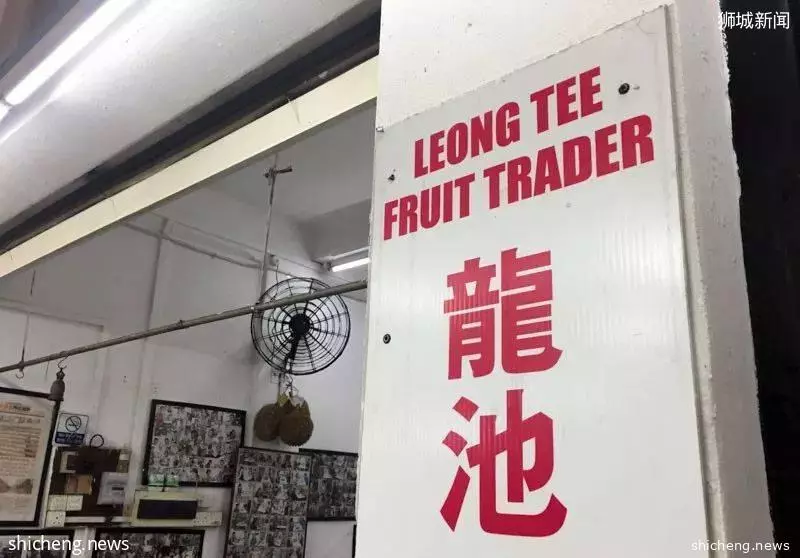 狮城新闻
LEONG TEE
FRUIT TRADER
龍
池
shicheng.news
shicheng.news